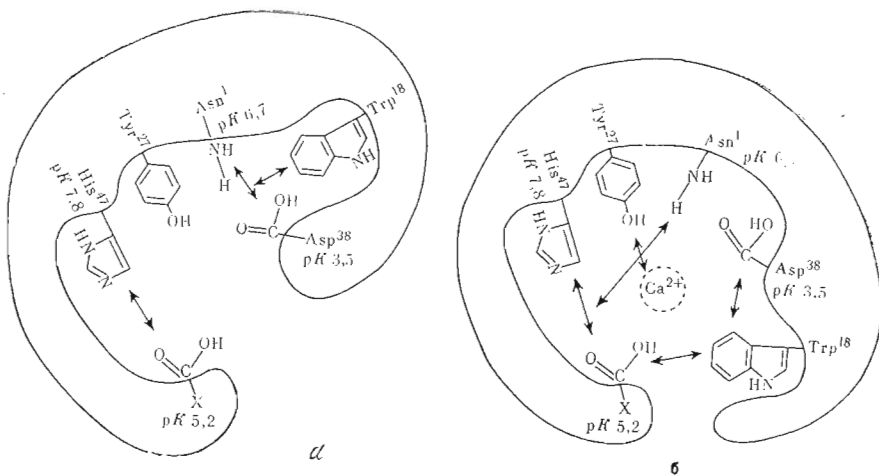 Asn¹
pK 6,7
Trp¹⁸
Tyr²⁷
His⁴⁷
pK 7,8
NH
H
NH
OH
O
C
OH
Asp³⁸
pK 3,5
HN
N
O
C
OH
X
pK 5,2
a
Tyr²⁷
His⁴⁷
pK 7,8
Asn¹
NH
H
OH
HO
O
C
Asp³⁸
pK 3,5
HN
N
Ca²⁺
O
C
OH
X
pK 5,2
HN
Trp¹⁸
б